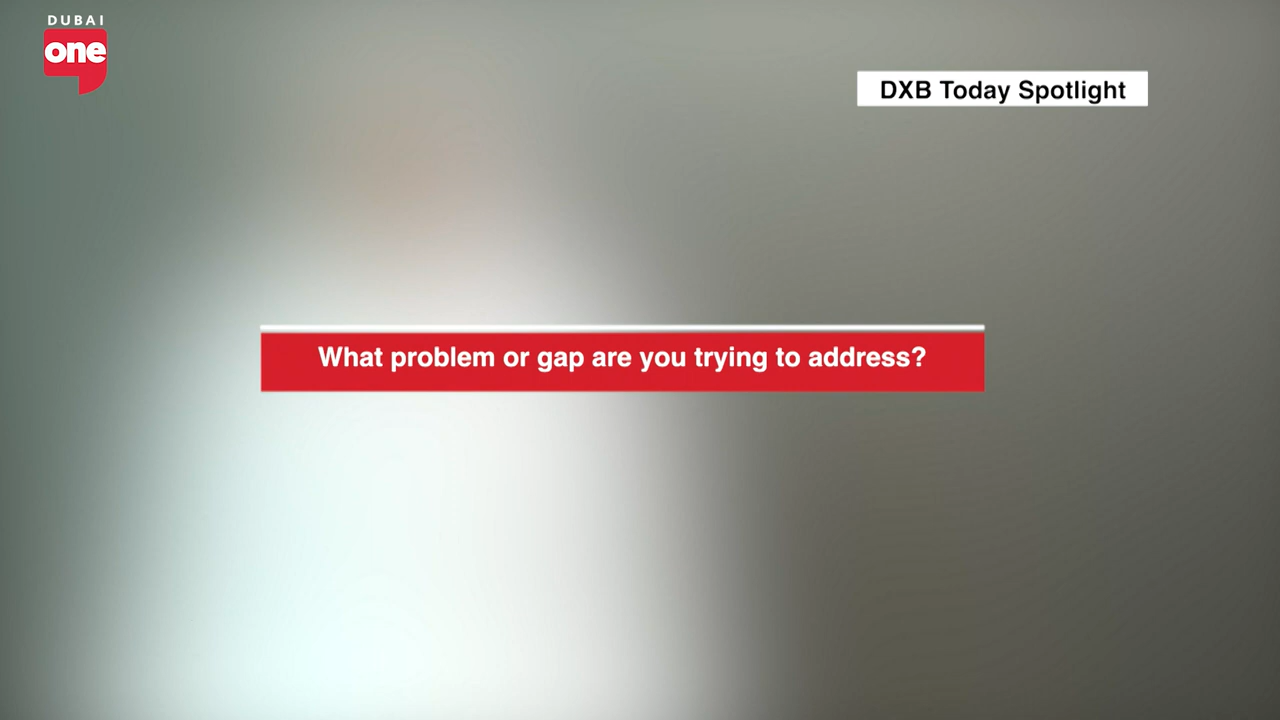 DUBAI
one
DXB Today Spotlight
What problem or gap are you trying to address?